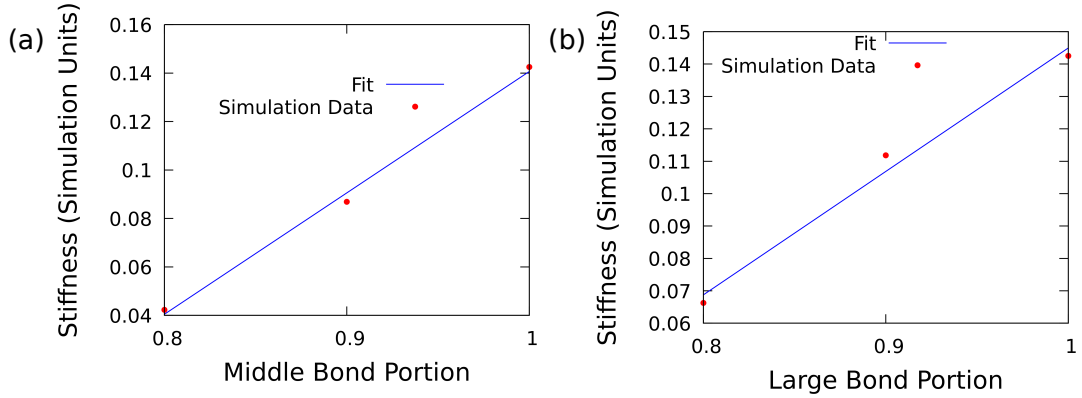 (a)
Stiffness (Simulation Units)
0.16
0.14
0.12
0.1
0.08
0.06
0.04
Fit
Simulation Data
0.8
0.9
1
Middle Bond Portion
(b)
Stiffness (Simulation Units)
0.15
0.14
0.13
0.12
0.11
0.1
0.09
0.08
0.07
0.06
Fit
Simulation Data
0.8
0.9
1
Large Bond Portion